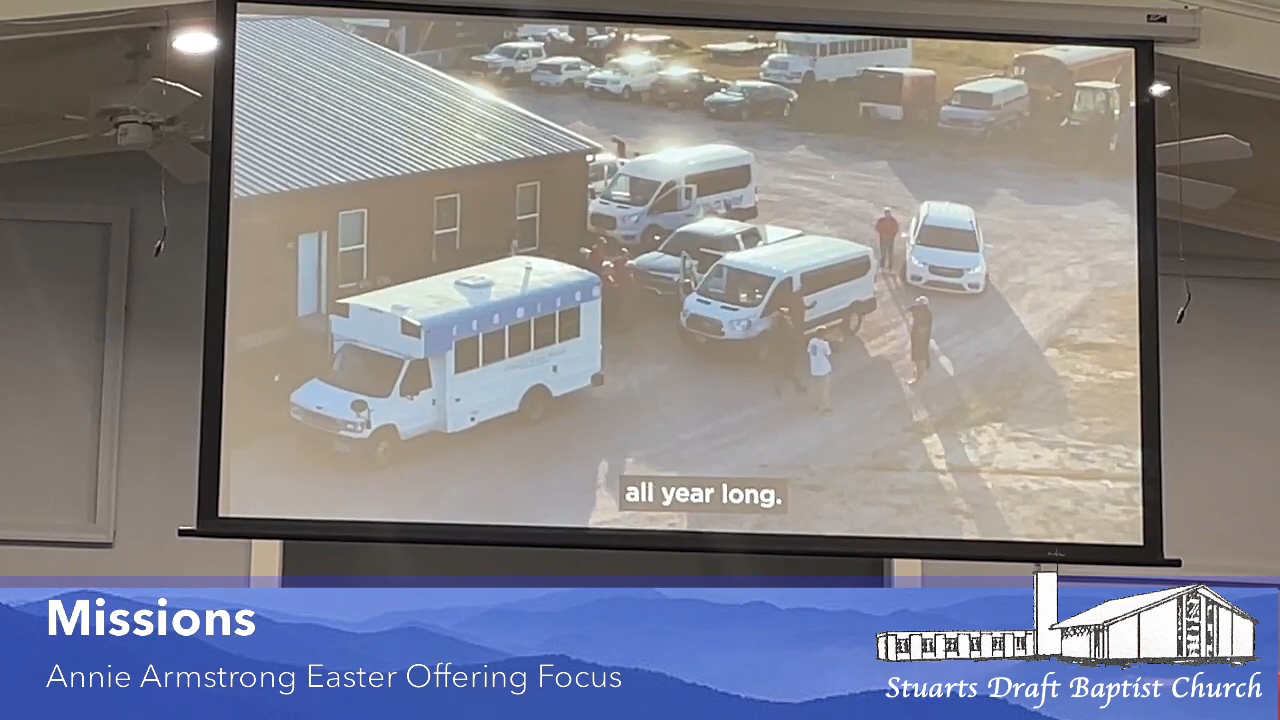 all year long.
Missions
Annie Armstrong Easter Offering Focus
Stuarts Draft Baptist Church